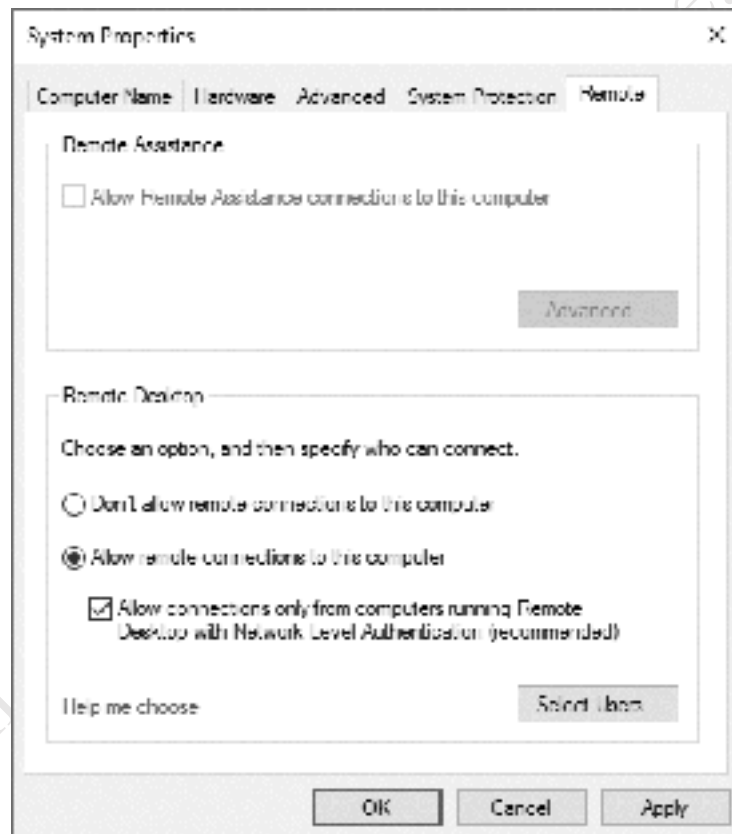 System Properties
Computer Name Hardware Advanced System Protection Remote
Remote Assistance
Allow Remote Assistance connections to this computer
Advanced...
Remote Desktop
Choose an option, and then specify who can connect.
Don't allow remote connections to this computer
Allow remote connections to this computer
Allow connections only from computers running Remote
Desktop with Network Level Authentication (recommended)
Help me choose
Select Users...
OK Cancel Apply